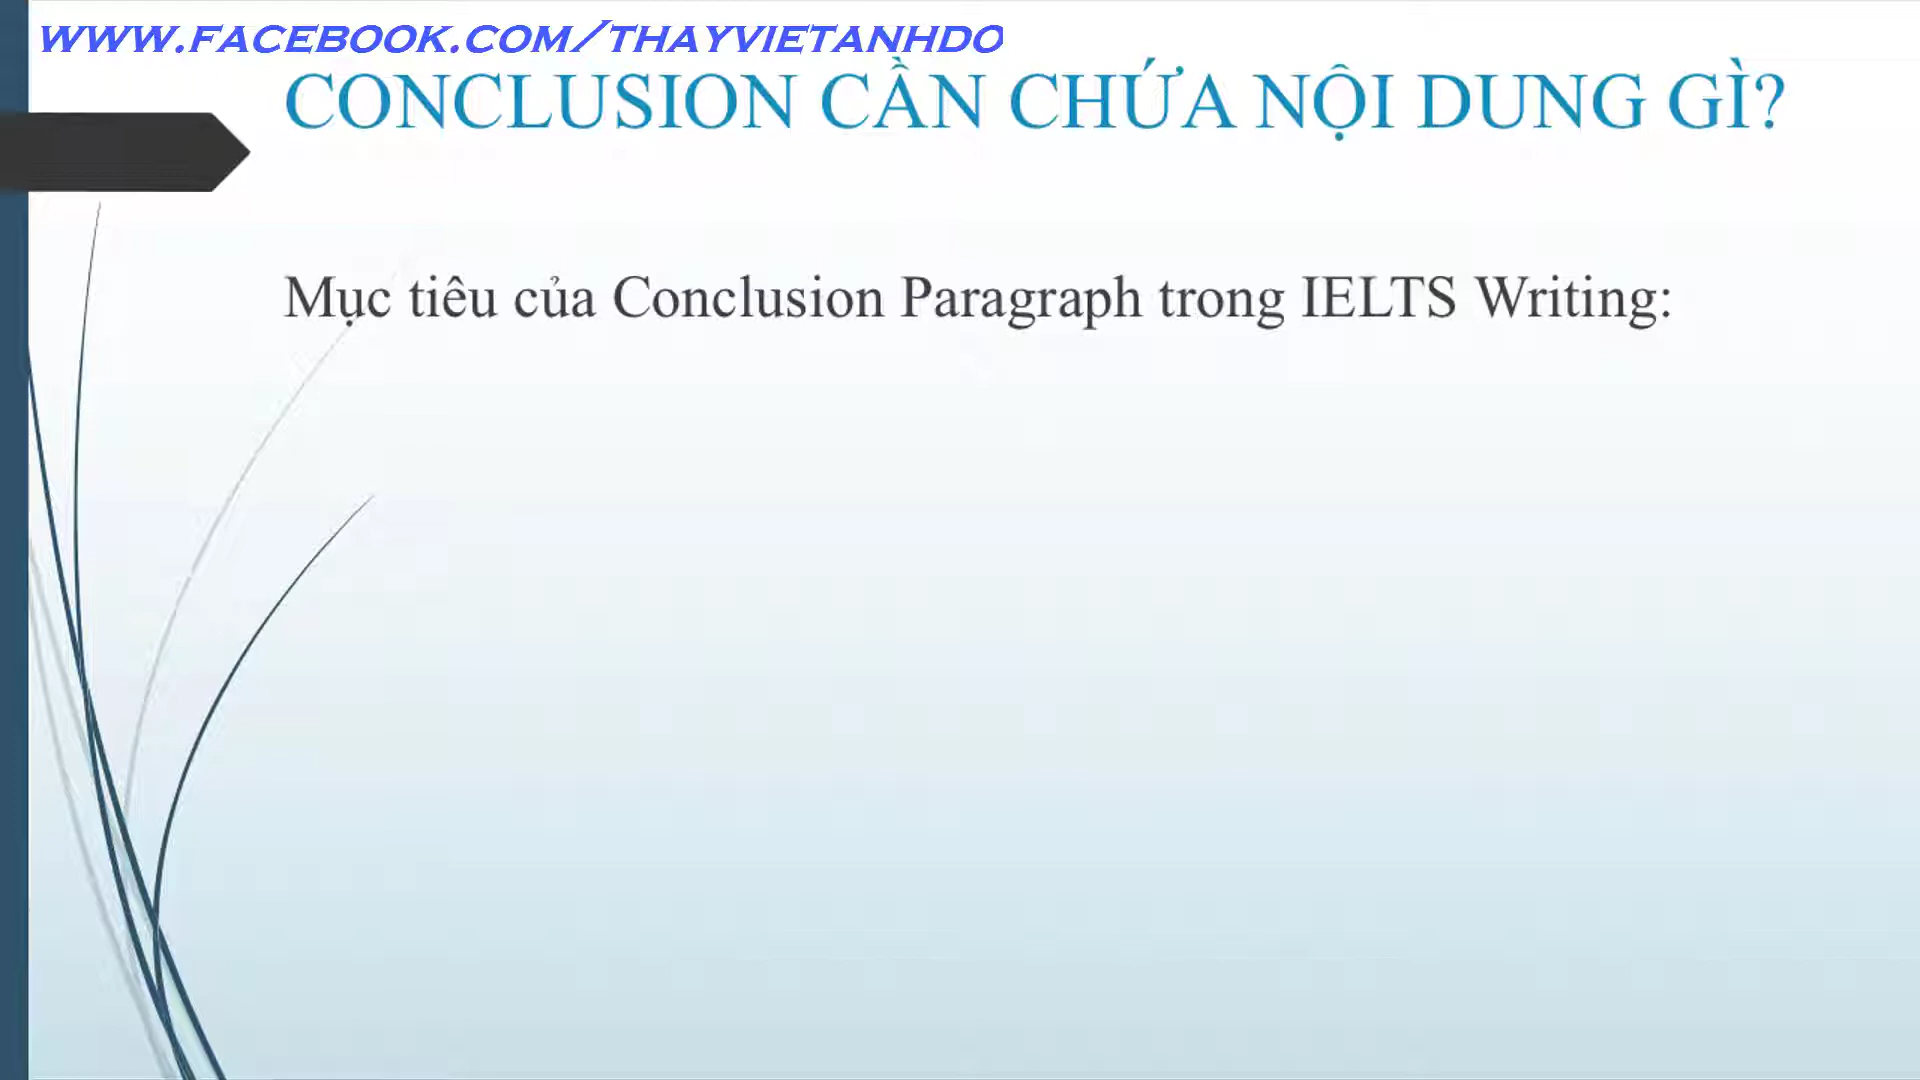 WWW.FACEBOOK.COM/THAYVIETANHDO
CONCLUSION CẦN CHỨA NỘI DUNG GÌ?
Mục tiêu của Conclusion Paragraph trong IELTS Writing: